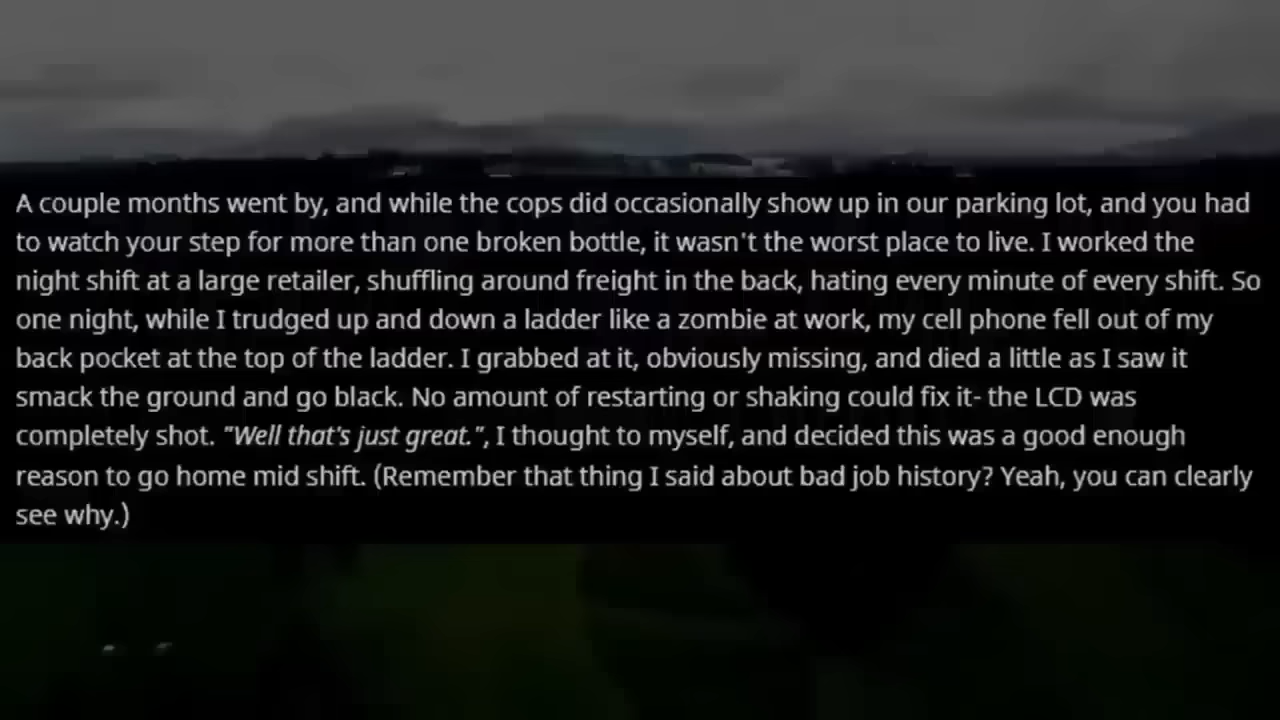 A couple months went by, and while the cops did occasionally show up in our parking lot, and you had
to watch your step for more than one broken bottle, it wasn't the worst place to live. I worked the
night shift at a large retailer, shuffling around freight in the back, hating every minute of every shift. So
one night, while I trudged up and down a ladder like a zombie at work, my cell phone fell out of my
back pocket at the top of the ladder. I grabbed at it, obviously missing, and died a little as I saw it
smack the ground and go black. No amount of restarting or shaking could fix it- the LCD was
completely shot. "Well that's just great.", I thought to myself, and decided this was a good enough
reason to go home mid shift. (Remember that thing I said about bad job history? Yeah, you can clearly
see why.)